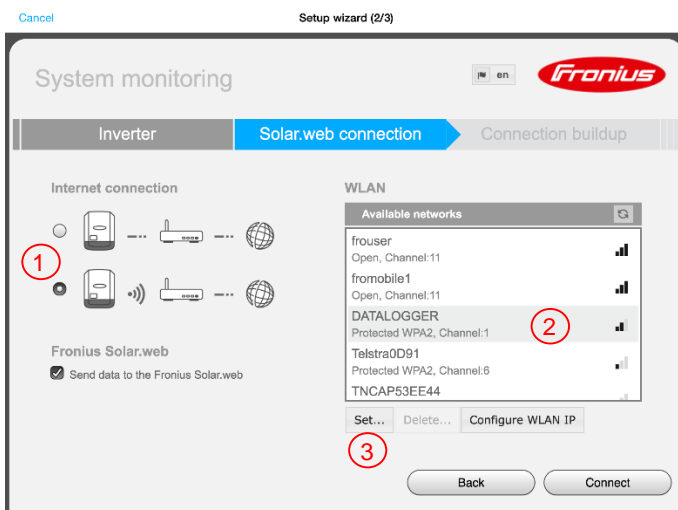 Cancel
Setup wizard (2/3)
System monitoring
en
Fronius
Inverter
Solar.web connection
Connection buildup
Internet connection
WLAN
Available networks
1
frouser
Open, Channel:11
fromobile1
Open, Channel:11
DATALOGGER
Protected WPA2, Channel:1
2
Telstra0D91
Protected WPA2, Channel:6
TNCAP53EE44
Fronius Solar.web
Send data to the Fronius Solar.web
Set... Delete... Configure WLAN IP
3
Back
Connect